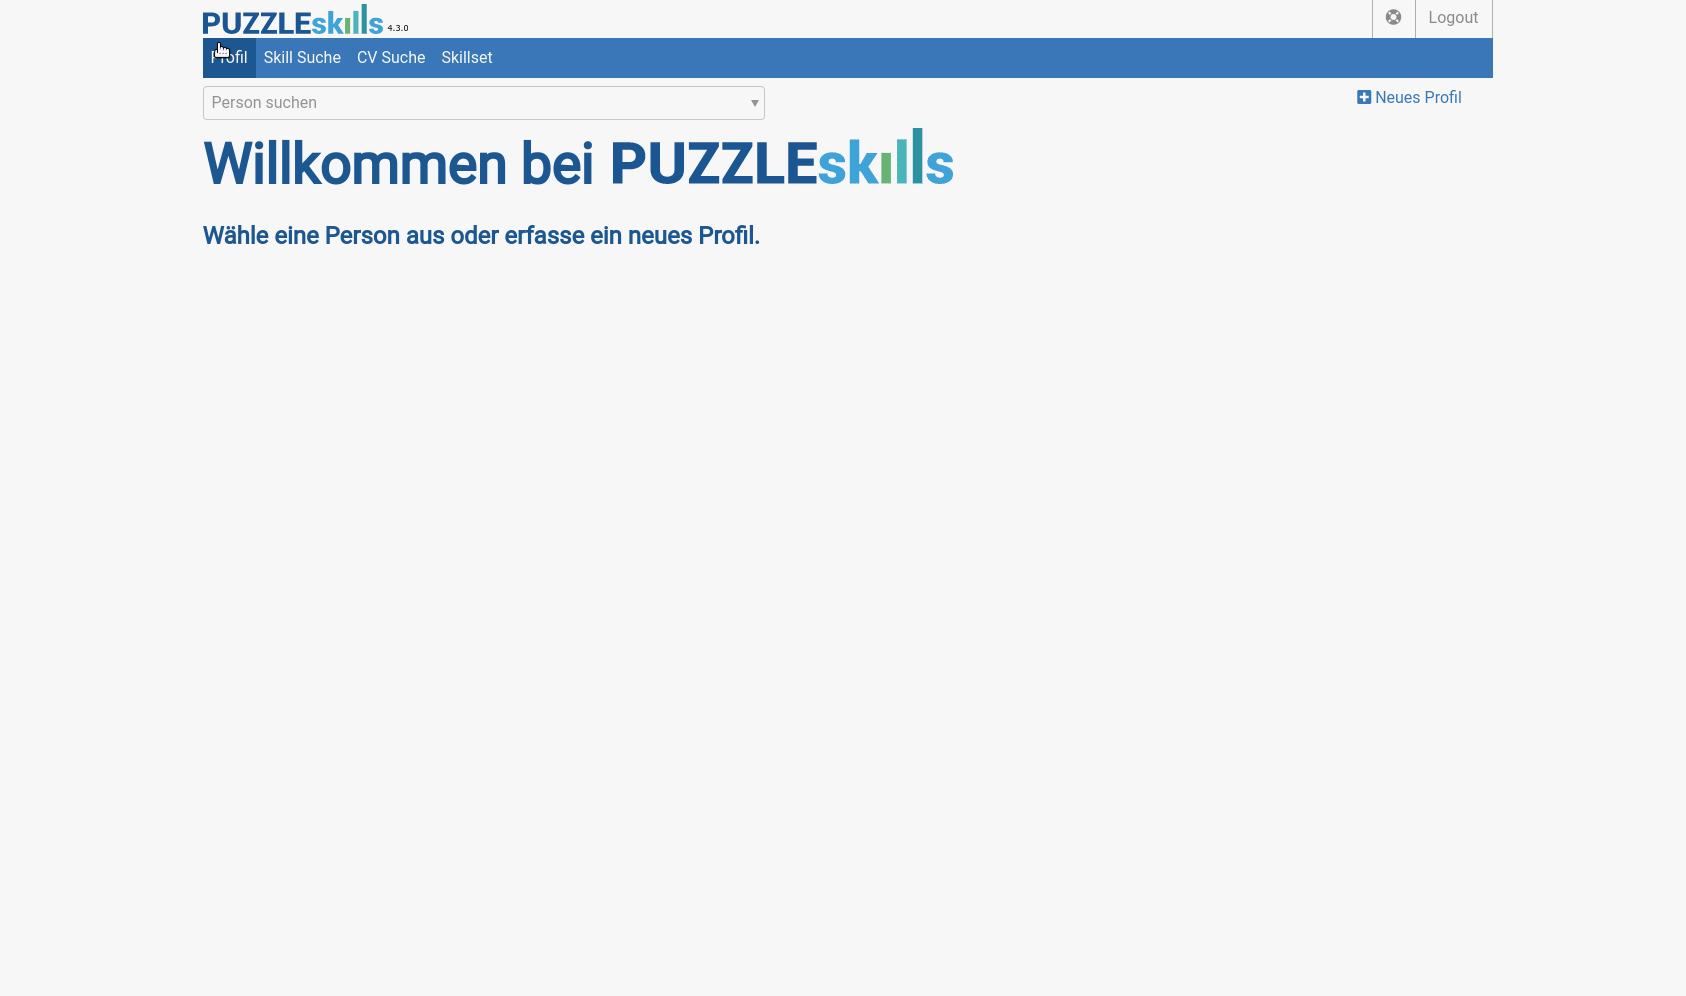 PUZZLEskills 4.3.0
Logout
Profil Skill Suche CV Suche Skillset
Person suchen
Neues Profil
Willkommen bei PUZZLEskills
Wähle eine Person aus oder erfasse ein neues Profil.